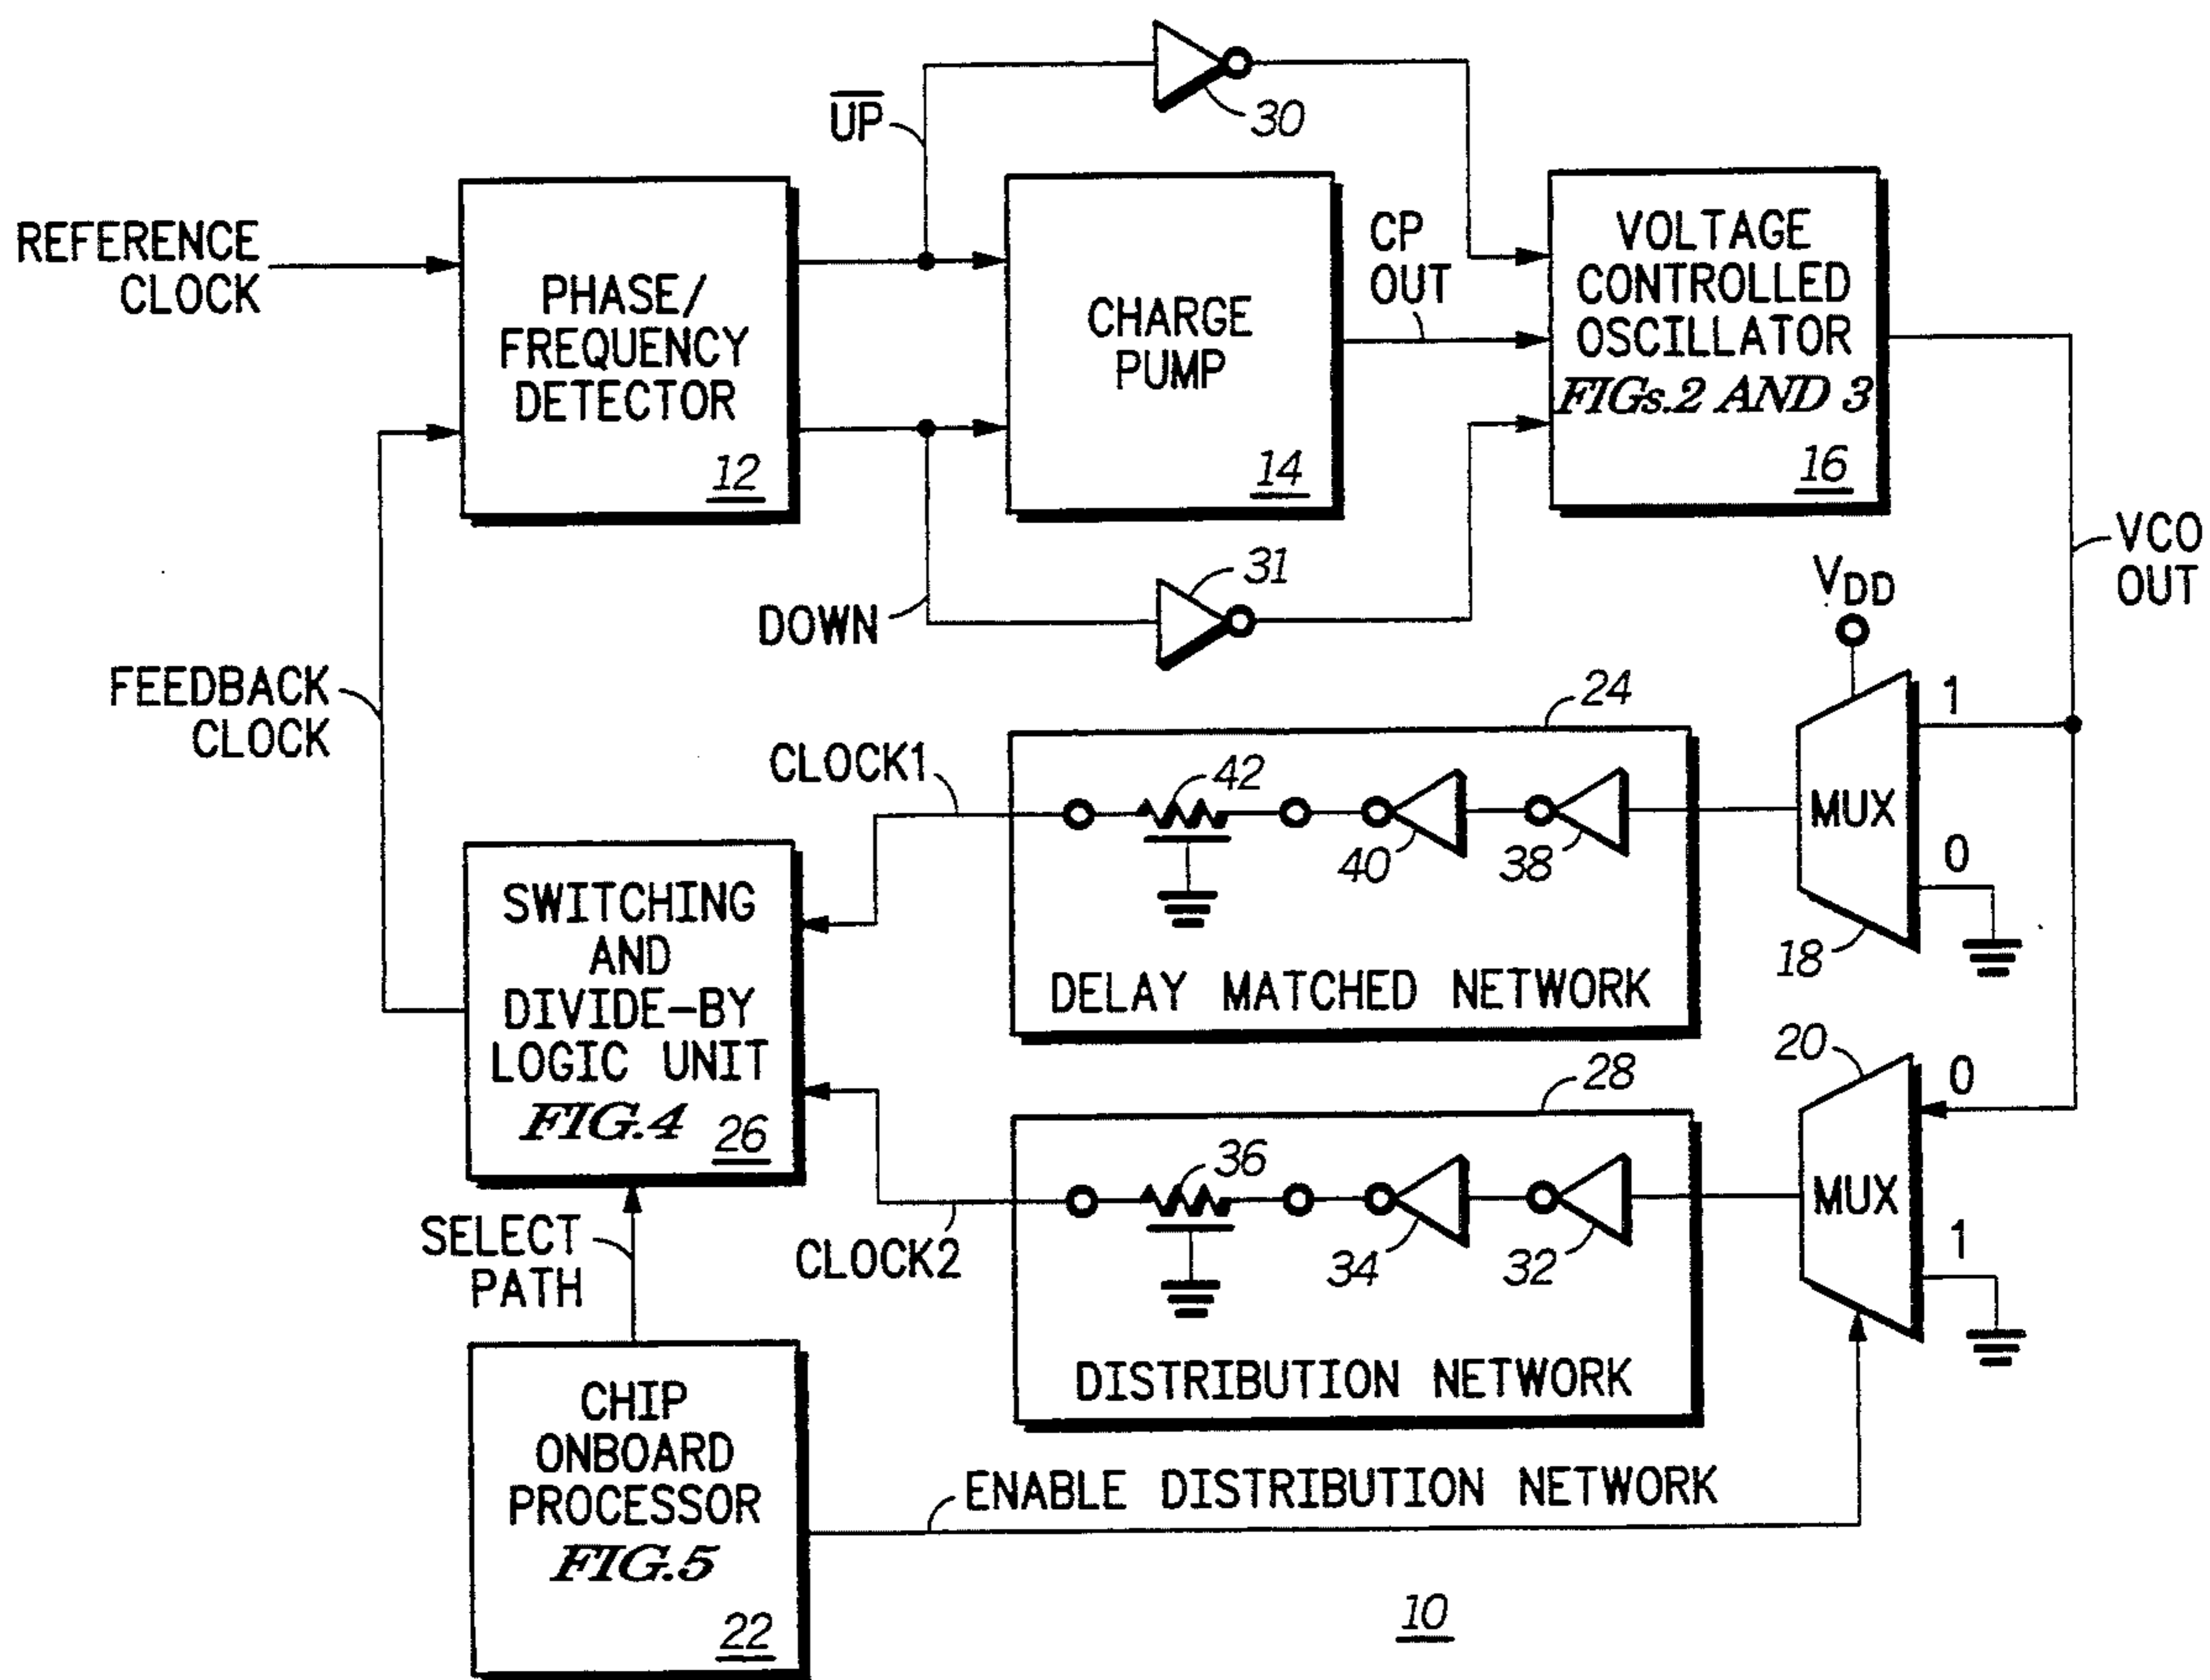 30
UP
REFERENCE
CLOCK
PHASE/
FREQUENCY
DETECTOR
12
CHARGE
PUMP
14
CP
OUT
VOLTAGE
CONTROLLED
OSCILLATOR
FIGs.2 AND 3
16
VCO
OUT
31
DOWN
VDD
FEEDBACK
CLOCK
24
CLOCK1
42
40
38
DELAY MATCHED NETWORK
MUX
1
0
18
SWITCHING
AND
DIVIDE-BY
LOGIC UNIT
FIG.4
26
28
CLOCK2
36
34
32
DISTRIBUTION NETWORK
20
MUX
0
1
SELECT
PATH
CHIP
ONBOARD
PROCESSOR
FIG.5
22
ENABLE DISTRIBUTION NETWORK
10